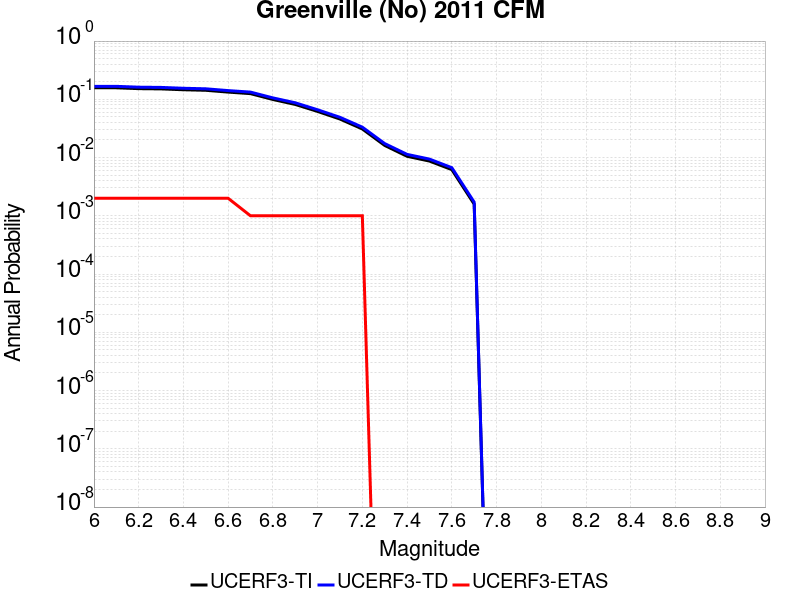 Greenville (No) 2011 CFM
10^0
10^-1
10^-2
10^-3
10^-4
10^-5
10^-6
10^-7
10^-8
Annual Probability
6 6.2 6.4 6.6 6.8 7 7.2 7.4 7.6 7.8 8 8.2 8.4 8.6 8.8 9
Magnitude
UCERF3-TI UCERF3-TD UCERF3-ETAS